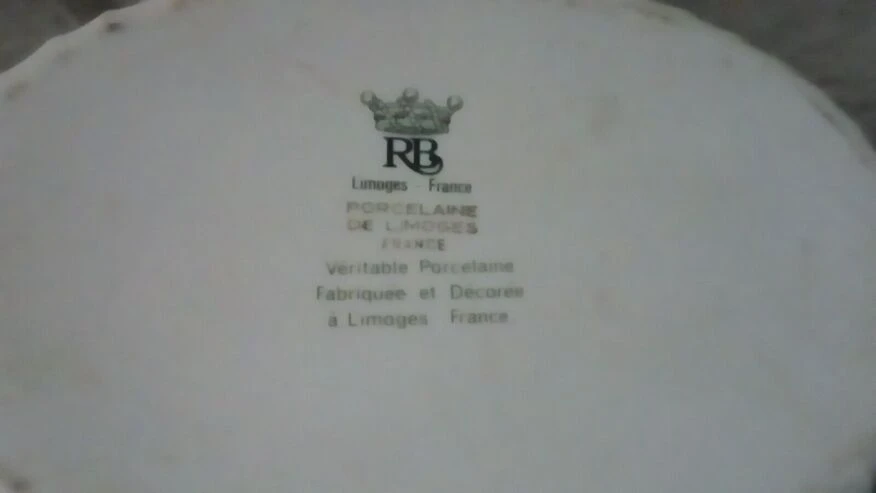 RB
Limoges - France
PORCELAINE
DE LIMOGES
FRANCE
Véritable Porcelaine
Fabriquée et Décorée
à Limoges France